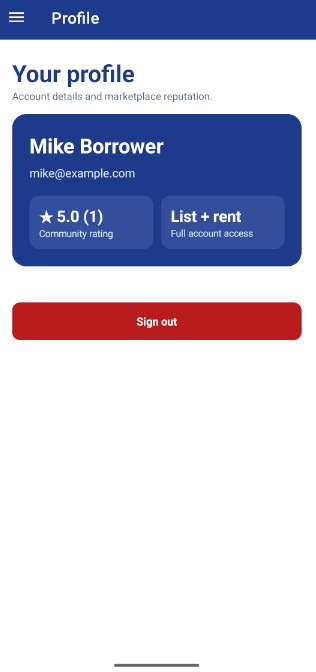 Profile
Your profile
Account details and marketplace reputation.
Mike Borrower
mike@example.com
★ 5.0 (1)
Community rating
List + rent
Full account access
Sign out